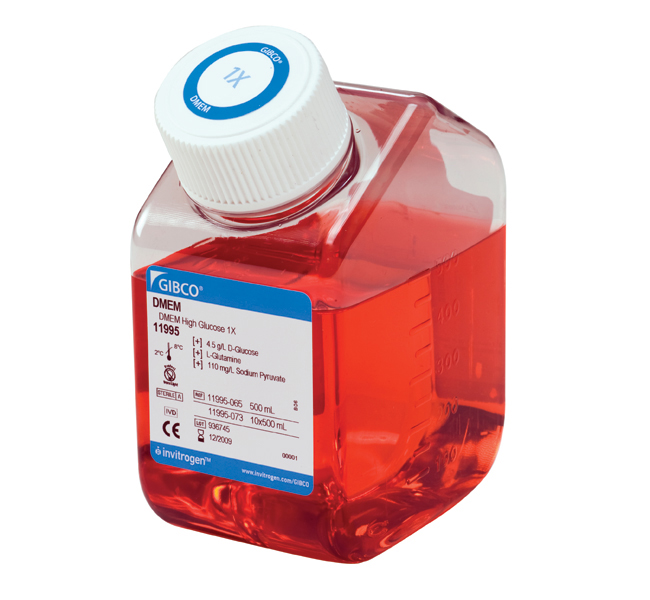 GIBCO®
1X
DMEM
GIBCO®
DMEM
DMEM High Glucose 1X
11995
[+] 4.5 g/L D-Glucose
[+] L-Glutamine
[+] 110 mg/L Sodium Pyruvate
2°C
8°C
STERILE A
IVD
REF 11995-065 500 mL
11995-073 10x500 mL
LOT 936745
12/2009
CE
00001
invitrogen™
www.invitrogen.com/GIBCO